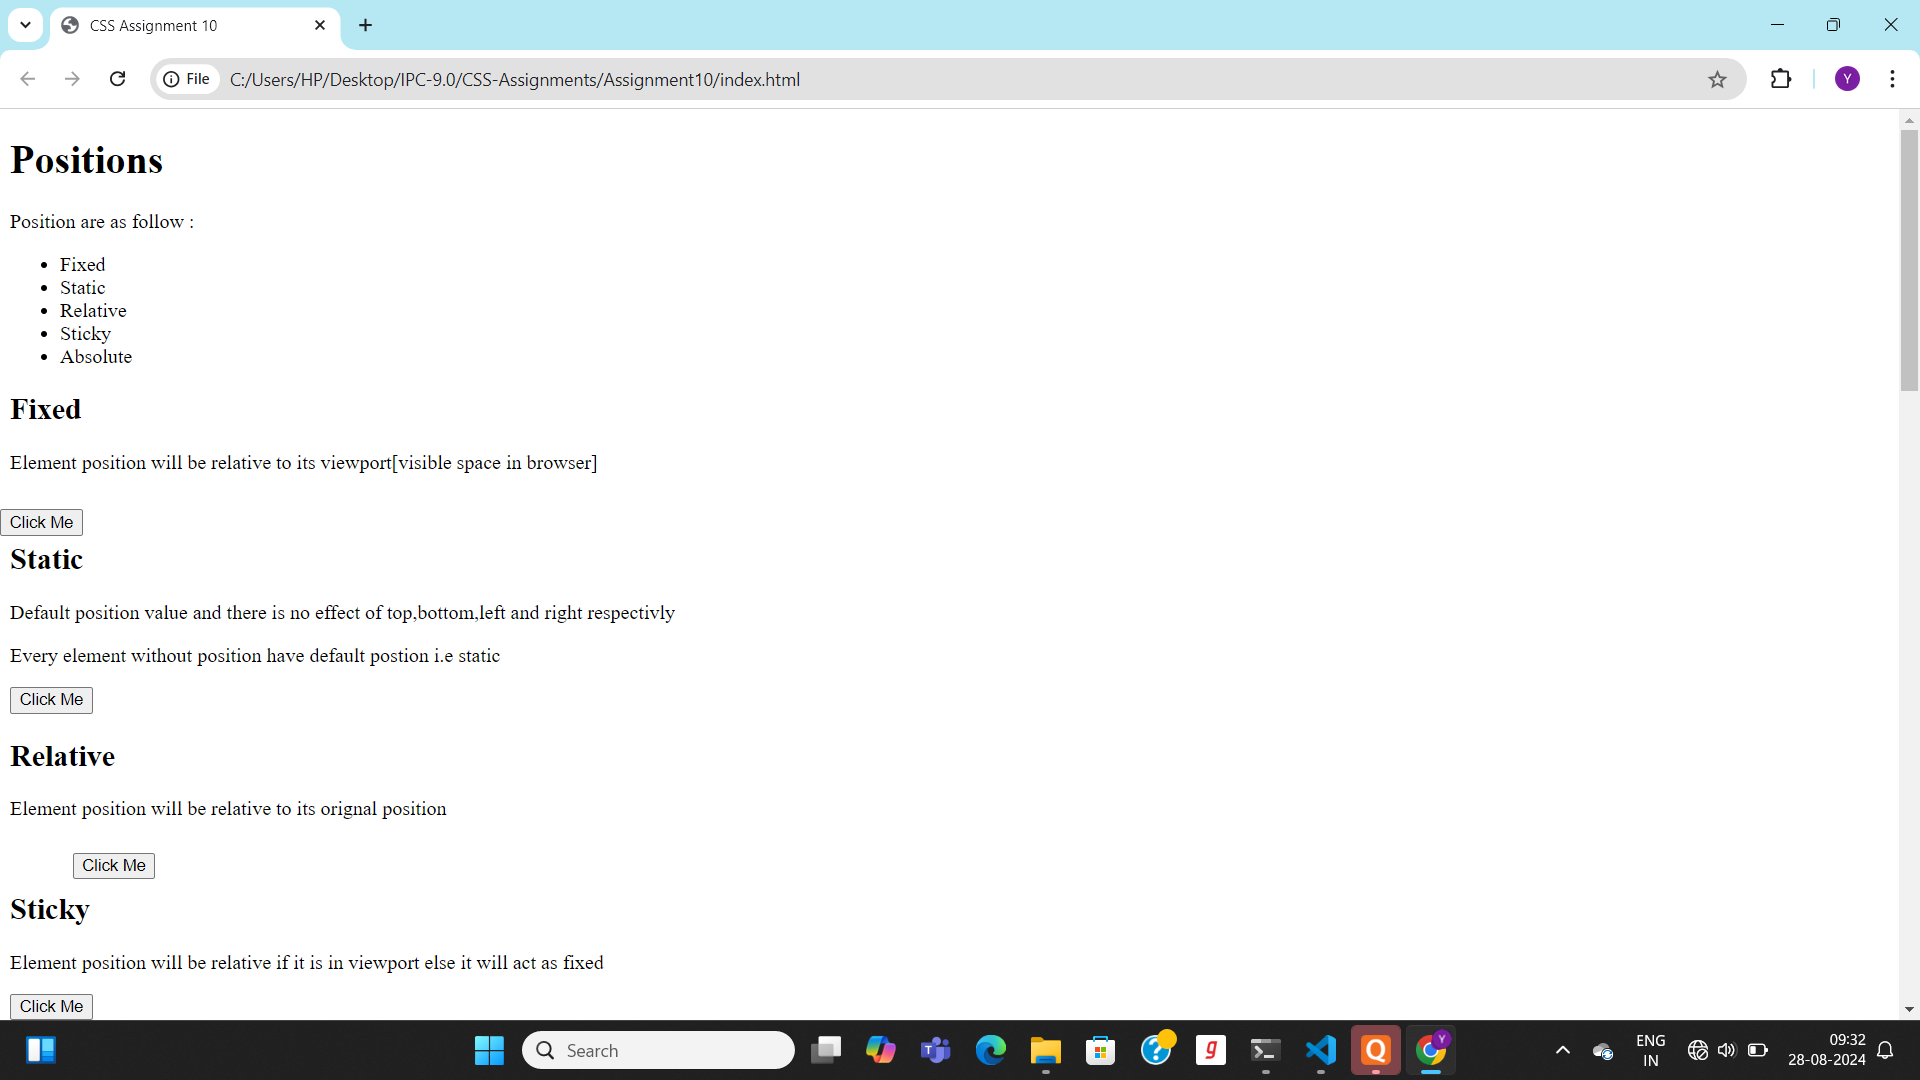 CSS Assignment 10
File
C:/Users/HP/Desktop/IPC-9.0/CSS-Assignments/Assignment10/index.html
Y
Positions
Position are as follow :
Fixed
Static
Relative
Sticky
Absolute
Fixed
Element position will be relative to its viewport[visible space in browser]
Click Me
Static
Default position value and there is no effect of top,bottom,left and right respectivly
Every element without position have default postion i.e static
Click Me
Relative
Element position will be relative to its orignal position
Click Me
Sticky
Element position will be relative if it is in viewport else it will act as fixed
Click Me
Search
ENG
IN
09:32
28-08-2024